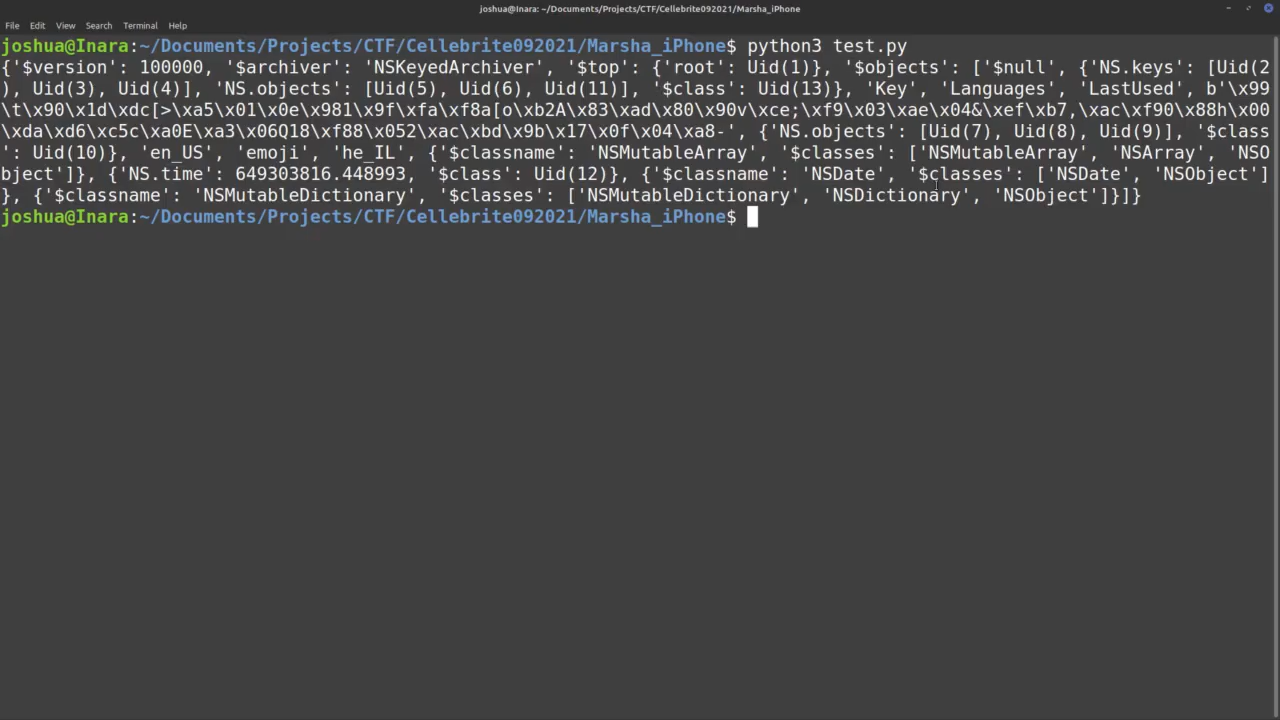 joshua@Inara: ~/Documents/Projects/CTF/Cellebrite092021/Marsha_iPhone
File Edit View Search Terminal Help
joshua@Inara:~/Documents/Projects/CTF/Cellebrite092021/Marsha_iPhone$ python3 test.py
{'$version': 100000, '$archiver': 'NSKeyedArchiver', '$top': {'root': Uid(1)}, '$objects': ['$null', {'NS.keys': [Uid(2
), Uid(3), Uid(4)], 'NS.objects': [Uid(5), Uid(6), Uid(11)], '$class': Uid(13)}, 'Key', 'Languages', 'LastUsed', b'\x99
\t\x90\x1d\xdc[>\xa5\x01\x0e\x981\x9f\xfa\xf8a[o\xb2A\x83\xad\x80\x90v\xce;\xf9\x03\xae\x04&\xef\xb7,\xac\xf90\x88h\x00
\xda\xd6\xc5c\xa0E\xa3\x06Q18\xf88\x052\xac\xbd\x9b\x17\x0f\x04\xa8-', {'NS.objects': [Uid(7), Uid(8), Uid(9)], '$class
': Uid(10)}, 'en_US', 'emoji', 'he_IL', {'$classname': 'NSMutableArray', '$classes': ['NSMutableArray', 'NSArray', 'NSO
bject']}, {'NS.time': 649303816.448993, '$class': Uid(12)}, {'$classname': 'NSDate', '$classes': ['NSDate', 'NSObject']
}, {'$classname': 'NSMutableDictionary', '$classes': ['NSMutableDictionary', 'NSDictionary', 'NSObject']}]}
joshua@Inara:~/Documents/Projects/CTF/Cellebrite092021/Marsha_iPhone$